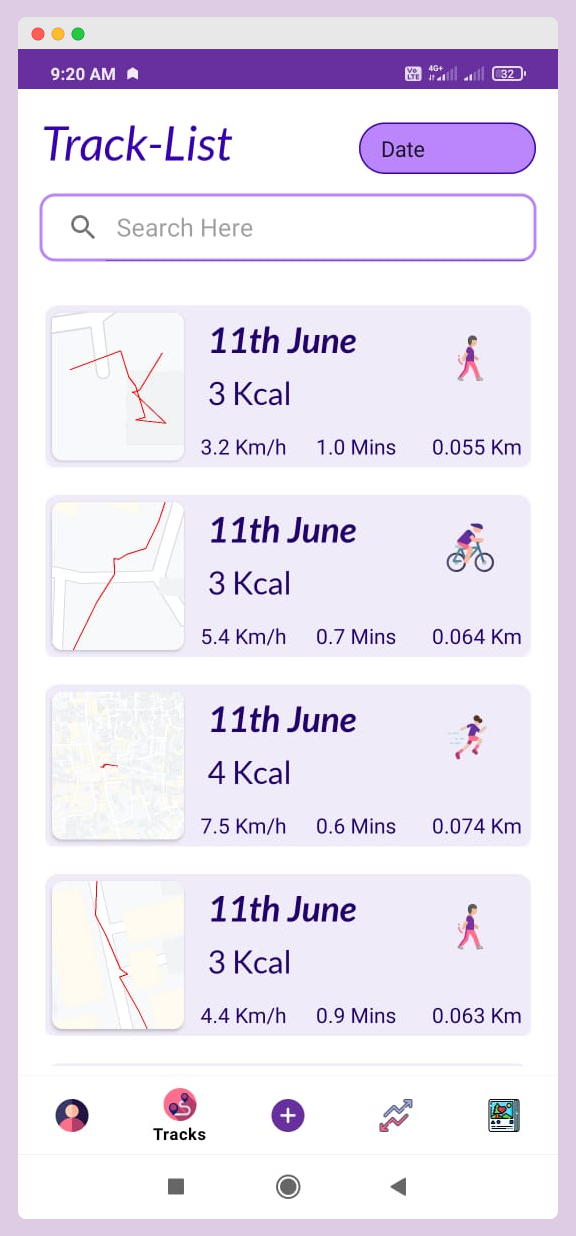 9:20 AM
Vo LTE 4G+ 32
Track-List
Date
Search Here
11th June
3 Kcal
3.2 Km/h 1.0 Mins 0.055 Km
11th June
3 Kcal
5.4 Km/h 0.7 Mins 0.064 Km
11th June
4 Kcal
7.5 Km/h 0.6 Mins 0.074 Km
11th June
3 Kcal
4.4 Km/h 0.9 Mins 0.063 Km
Tracks